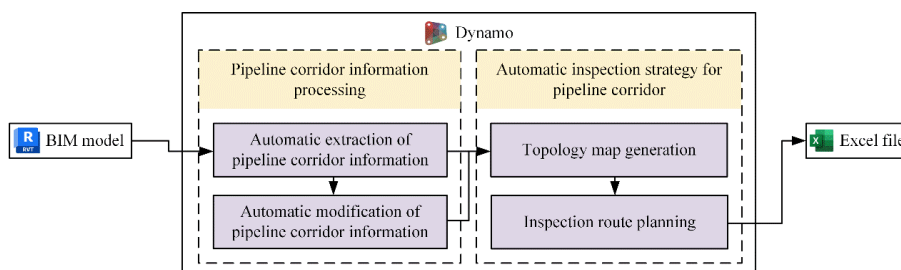 Dynamo
Pipeline corridor information
processing
Automatic inspection strategy for
pipeline corridor
R
RVT
BIM model
Automatic extraction of
pipeline corridor information
Topology map generation
X
Excel file
Automatic modification of
pipeline corridor information
Inspection route planning